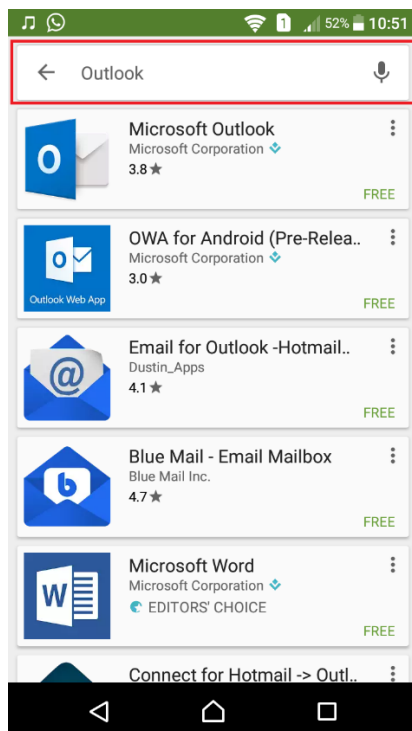 1 52% 10:51
Outlook
Microsoft Outlook
Microsoft Corporation
3.8★
FREE
OWA for Android (Pre-Relea..
Microsoft Corporation
3.0★
Outlook Web App
FREE
Email for Outlook -Hotmail..
Dustin_Apps
4.1★
FREE
Blue Mail - Email Mailbox
Blue Mail Inc.
4.7★
FREE
Microsoft Word
Microsoft Corporation
EDITORS' CHOICE
FREE
Connect for Hotmail -> Outl..